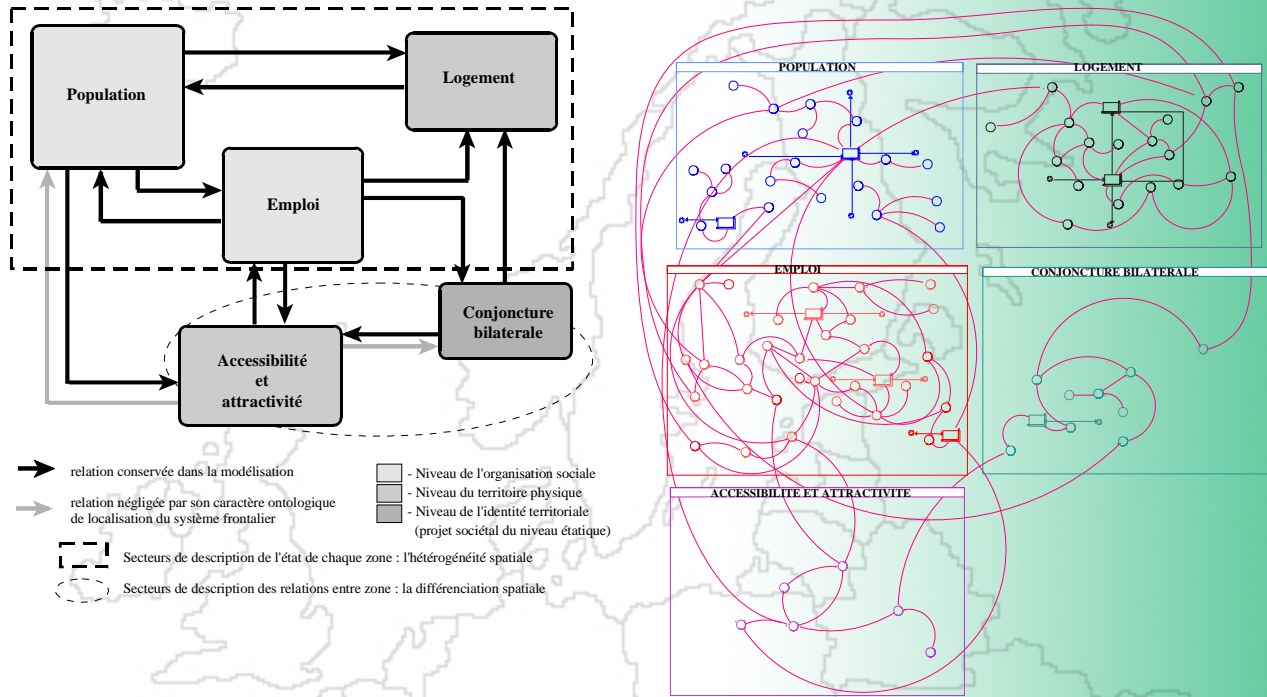 Population
Logement
Emploi
Conjoncture
bilaterale
Accessibilité
et
attractivité
relation conservée dans la modélisation
relation négligée par son caractère ontologique
de localisation du système frontalier
- Niveau de l'organisation sociale
- Niveau du territoire physique
- Niveau de l'identité territoriale
(projet sociétal du niveau étatique)
Secteurs de description de l'état de chaque zone : l'hétérogénéité spatiale
Secteurs de description des relations entre zone : la différenciation spatiale
POPULATION
LOGEMENT
EMPLOI
CONJONCTURE BILATERALE
ACCESSIBILITE ET ATTRACTIVITE